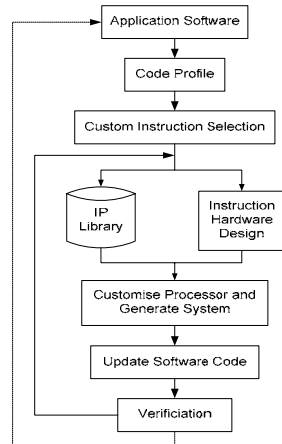 Application Software
Code Profile
Custom Instruction Selection
IP
Library
Instruction
Hardware
Design
Customise Processor and
Generate System
Update Software Code
Verificiation